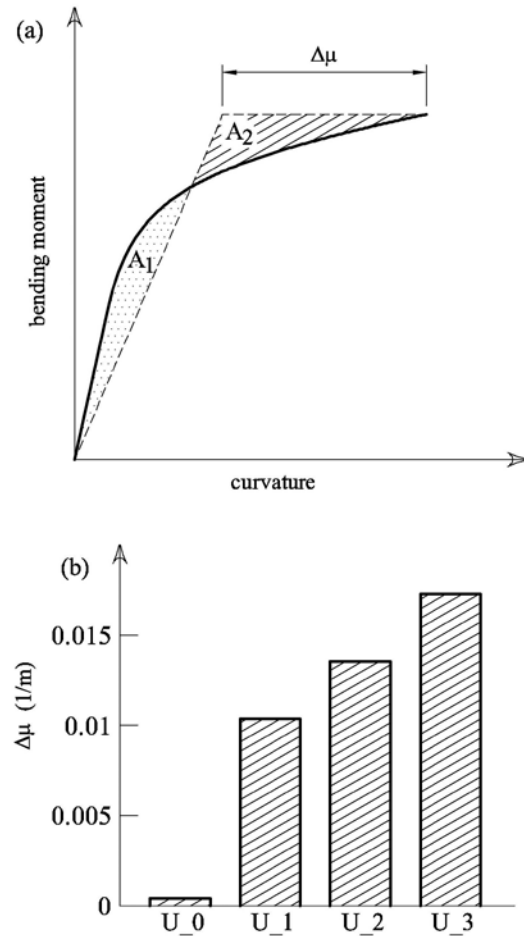 (a)
Δμ
A2
A1
bending moment
curvature
(b)
0.015
0.01
0.005
0
Δμ (1/m)
U_0 U_1 U_2 U_3